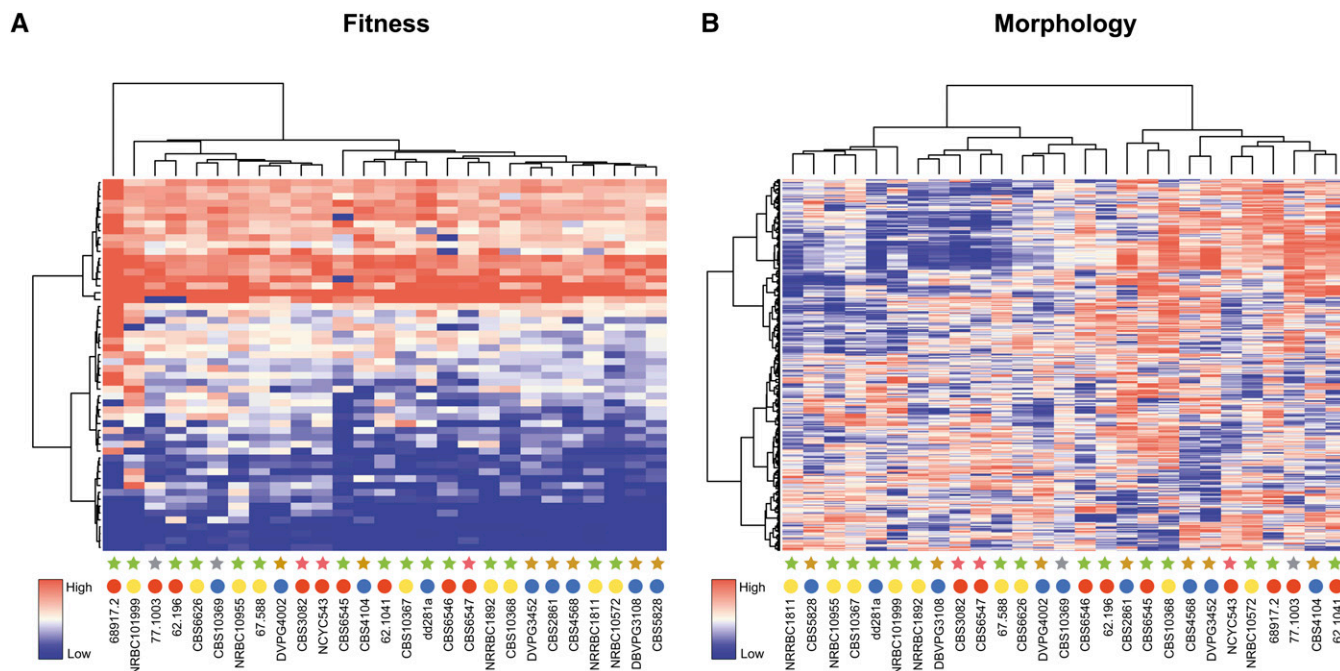 A
Fitness
B
Morphology
High
Low
68917.2
NRBC101999
77.1003
62.196
CBS6626
CBS10369
NRBC10955
67.588
DVPG4002
CBS3082
NCYC543
CBS6545
CBS4104
62.1041
CBS10367
dd281a
CBS6546
CBS6547
NRRBC1892
CBS10368
DVPG3452
CBS2861
CBS4568
NRRBC1811
NRBC10572
DBVPG3108
CBS5828
High
Low
NRRBC1811
CBS5828
NRBC10955
CBS10367
dd281a
NRBC101999
NRRBC1892
DBVPG3108
CBS3082
CBS6547
67.588
CBS6626
DVPG4002
CBS10369
CBS6546
62.196
CBS2861
CBS6545
CBS10368
CBS4568
DVPG3452
NCYC543
NRBC10572
68917.2
77.1003
CBS4104
62.1041